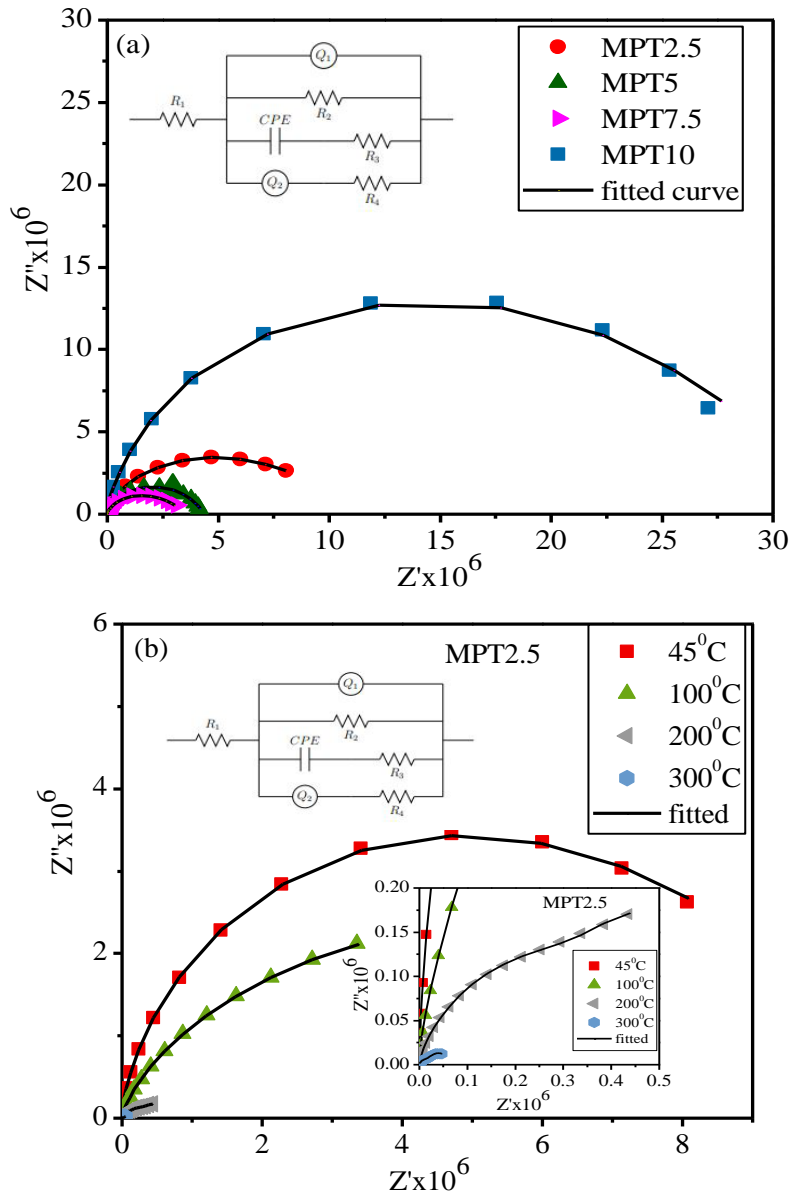 (a)
Q1
R1
R2
CPE
R3
Q2
R4
MPT2.5
MPT5
MPT7.5
MPT10
fitted curve
30
25
20
15
10
5
0
Z''x10^6
0 5 10 15 20 25 30
Z'x10^6
(b)
MPT2.5
Q1
R1
R2
CPE
R3
Q2
R4
45^0C
100^0C
200^0C
300^0C
fitted
6
4
2
0
Z''x10^6
0.20
0.15
0.10
0.05
0.00
Z''x10^6
MPT2.5
45^0C
100^0C
200^0C
300^0C
fitted
0.0 0.1 0.2 0.3 0.4 0.5
Z'x10^6
0 2 4 6 8
Z'x10^6